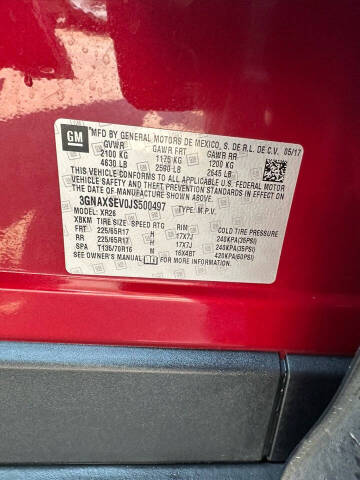 GM
MFD BY GENERAL MOTORS DE MEXICO, S. DE R.L. DE C.V. 05/17
GVWR GAWR FRT GAWR RR
2100 KG 1175 KG 1200 KG
4630 LB 2590 LB 2645 LB
THIS VEHICLE CONFORMS TO ALL APPLICABLE U.S. FEDERAL MOTOR
VEHICLE SAFETY AND THEFT PREVENTION STANDARDS IN EFFECT ON
THE DATE OF MANUFACTURE SHOWN ABOVE.
3GNAXSEV0JS500497 TYPE: M.P.V.
MODEL: XR26
XBKM TIRE SIZE SPEED RTG RIM COLD TIRE PRESSURE
FRT 225/65R17 H 17X7J 240KPA(35PSI)
RR 225/65R17 H 17X7J 240KPA(35PSI)
SPA T135/70R16 M 16X4BT 420KPA(60PSI)
SEE OWNER'S MANUAL FOR MORE INFORMATION.